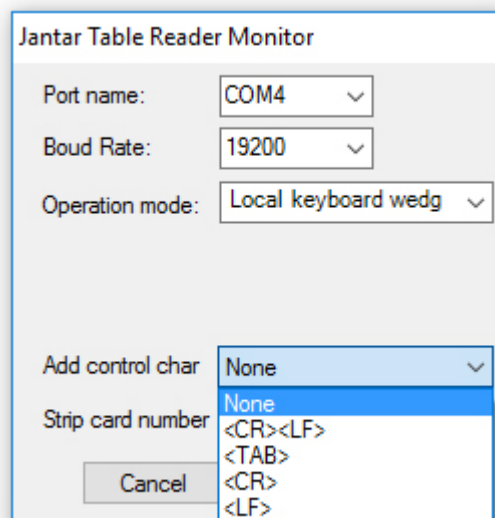 Jantar Table Reader Monitor
Port name: COM4
Boud Rate: 19200
Operation mode: Local keyboard wedg
Add control char None
None
Strip card number <CR><LF>
<TAB>
Cancel <CR>
<LF>